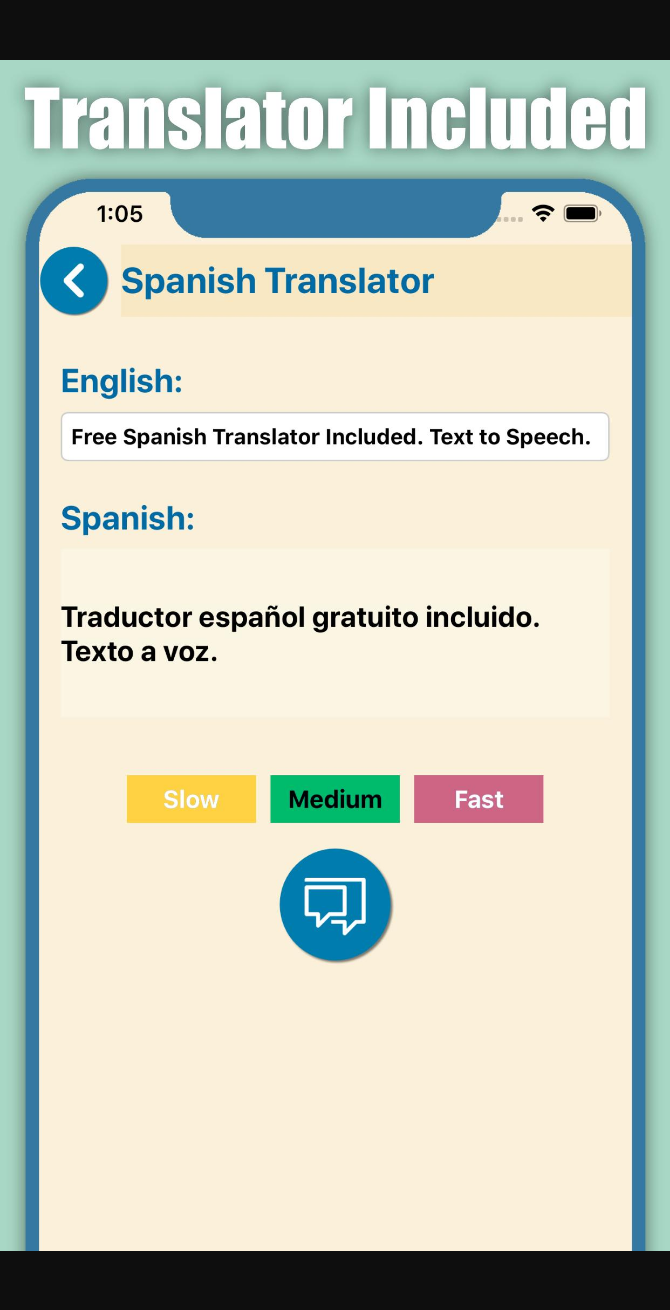 Translator Included
1:05
Spanish Translator
English:
Free Spanish Translator Included. Text to Speech.
Spanish:
Traductor español gratuito incluido.
Texto a voz.
Slow Medium Fast